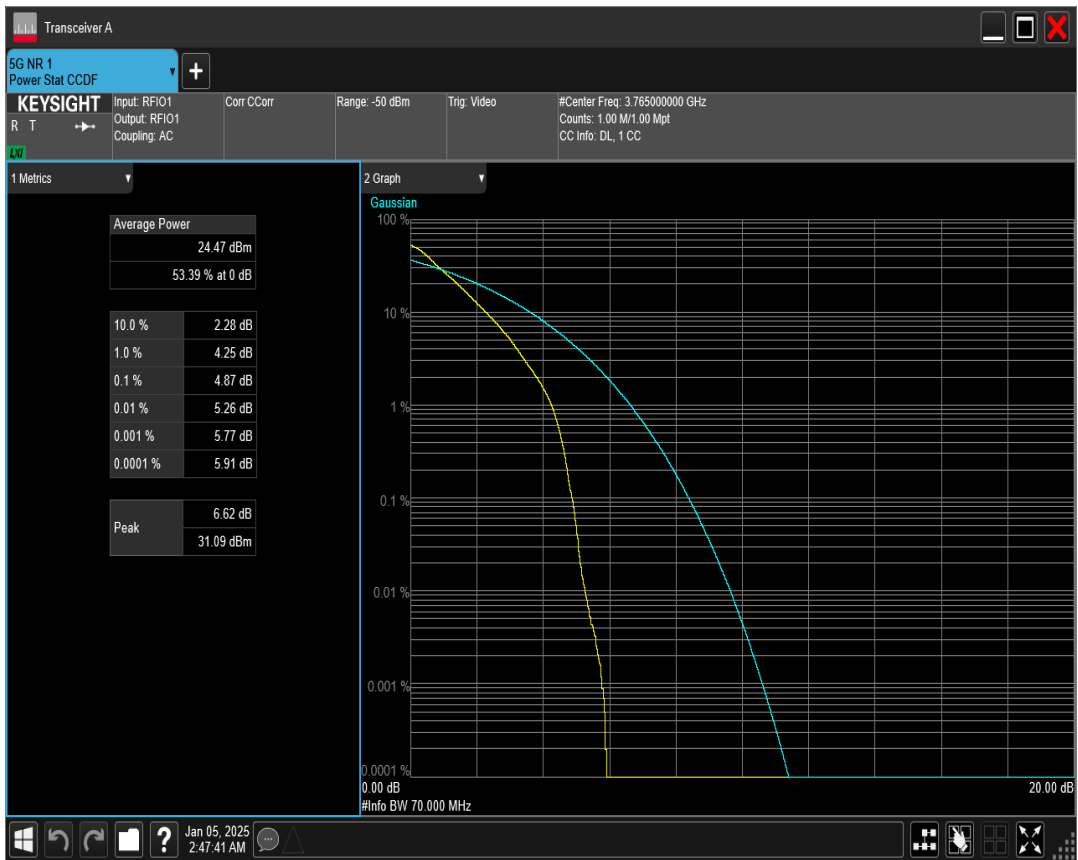 Transceiver A
5G NR 1
Power Stat CCDF
KEYSIGHT
R T
LXI
Input: RFIO1
Output: RFIO1
Coupling: AC
Corr CCorr
Range: -50 dBm
Trig: Video
#Center Freq: 3.765000000 GHz
Counts: 1.00 M/1.00 Mpt
CC Info: DL, 1 CC
1 Metrics
Average Power
24.47 dBm
53.39 % at 0 dB
10.0 % 2.28 dB
1.0 % 4.25 dB
0.1 % 4.87 dB
0.01 % 5.26 dB
0.001 % 5.77 dB
0.0001 % 5.91 dB
Peak 6.62 dB
31.09 dBm
2 Graph
Gaussian
100 %
10 %
1 %
0.1 %
0.01 %
0.001 %
0.0001 %
0.00 dB 20.00 dB
#Info BW 70.000 MHz
? Jan 05, 2025
2:47:41 AM